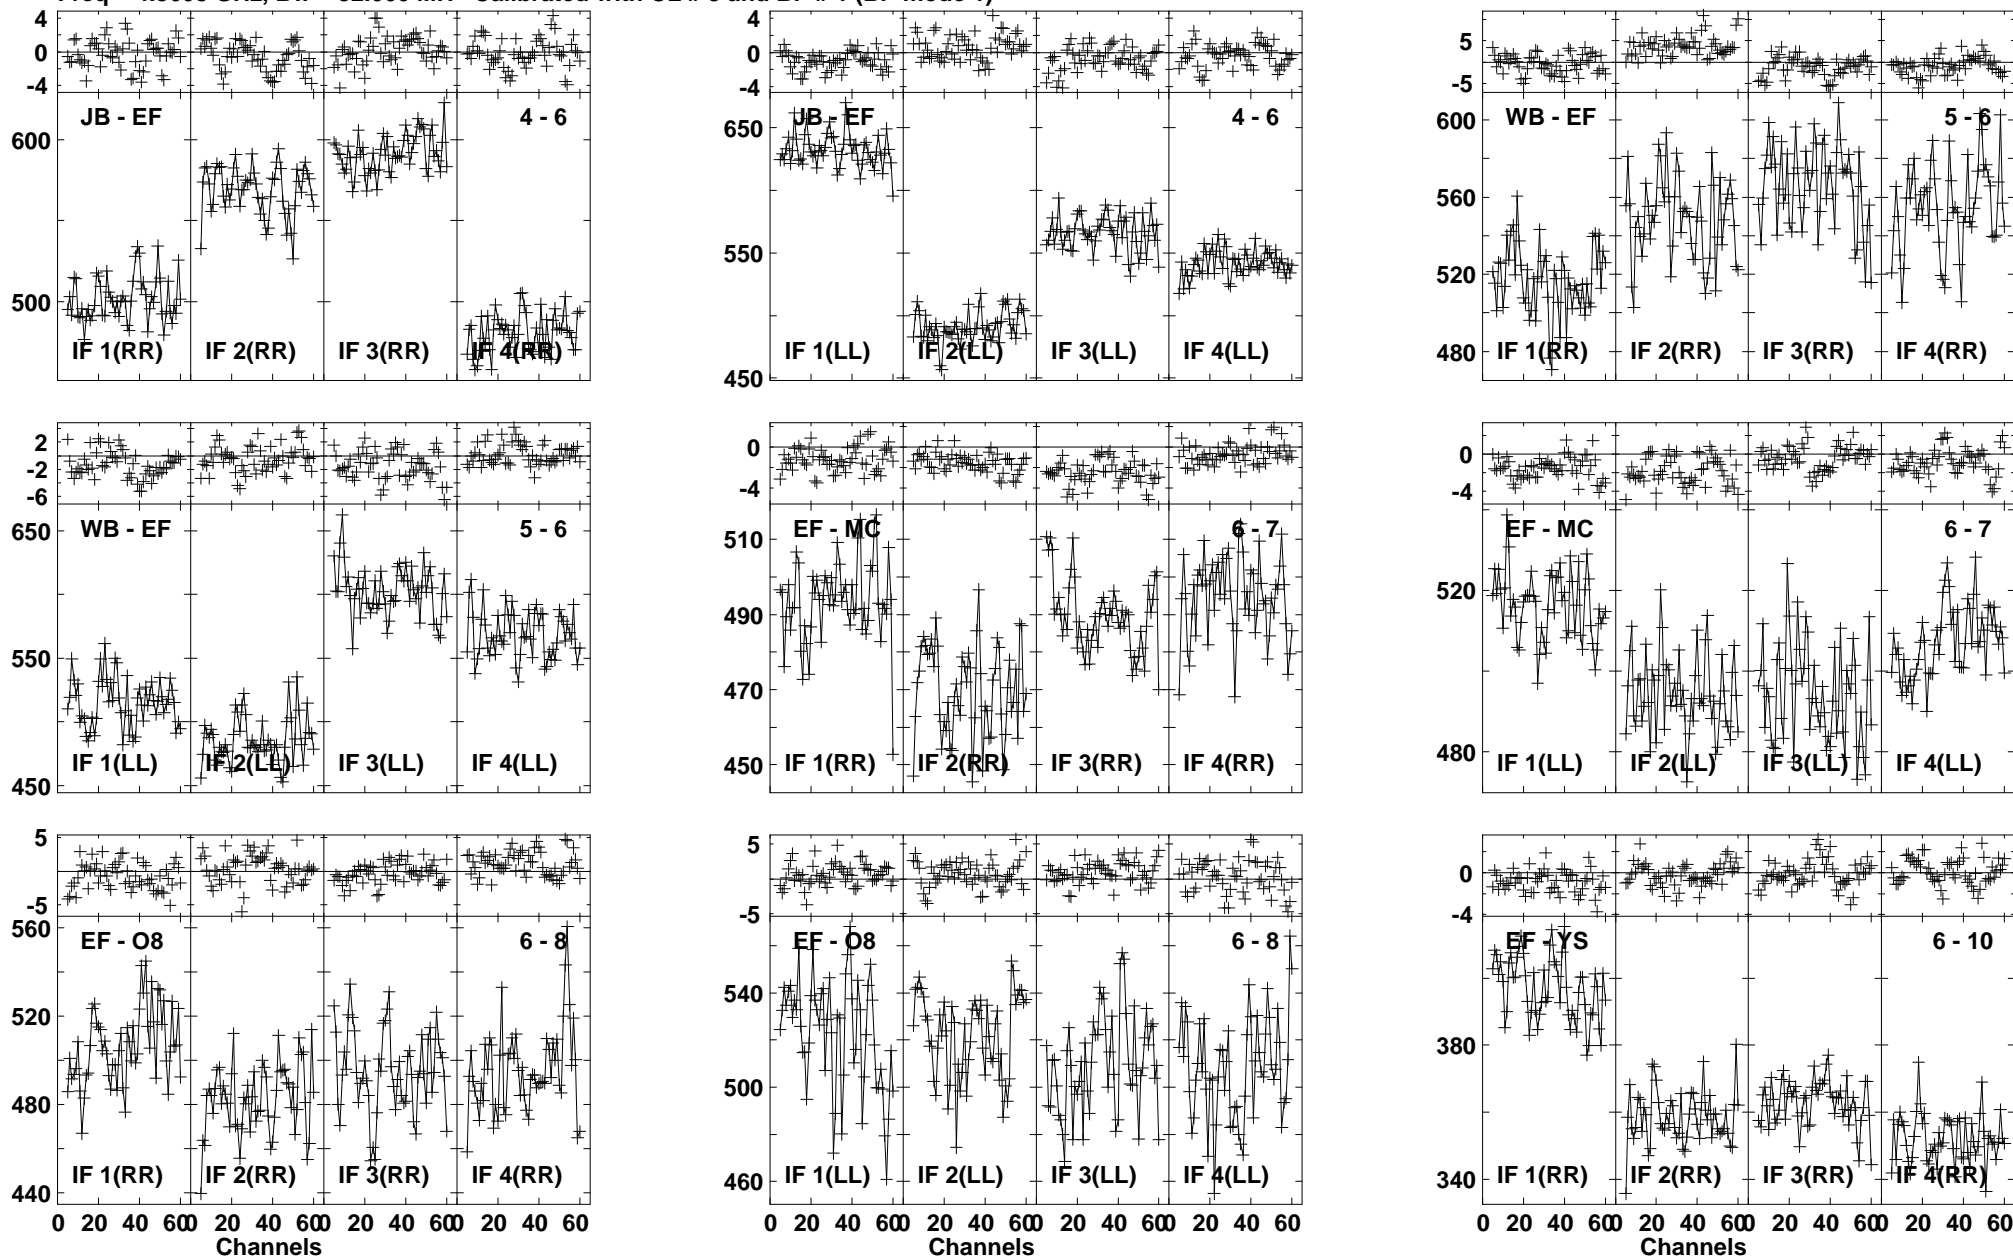 4 4 5
0 0 -5
-4 -4
JB - EF 4 - 6 JB - EF 4 - 6 WB - EF 5 - 6
600 650 600
560
500 550 520
IF 1(RR) IF 2(RR) IF 3(RR) IF 4(RR) IF 1(LL) IF 2(LL) IF 3(LL) IF 4(LL) IF 1(RR) IF 2(RR) IF 3(RR) IF 4(RR)
450 480
2 0 0
-2 -4 -4
-6
WB - EF 5 - 6 EF - MC 6 - 7 EF - MC 6 - 7
650 510 520
550 490
470
IF 1(LL) IF 2(LL) IF 3(LL) IF 4(LL) IF 1(RR) IF 2(RR) IF 3(RR) IF 4(RR) IF 1(LL) IF 2(LL) IF 3(LL) IF 4(LL)
450 450 480
5 5 0
-5 -5 -4
EF - O8 6 - 8 EF - O8 6 - 8 EF - YS 6 - 10
560 540 380
520 500
480
IF 1(RR) IF 2(RR) IF 3(RR) IF 4(RR) IF 1(LL) IF 2(LL) IF 3(LL) IF 4(LL) IF 1(RR) IF 2(RR) IF 3(RR) IF 4(RR)
440 460 340
0 20 40 60 0 20 40 60 0 20 40 60 0 20 40 60 0 20 40 60 0 20 40 60 0 20 40 60 0 20 40 60 0 20 40 60 0 20 40 60 0 20 40 60 0 20 40 60
Channels Channels Channels